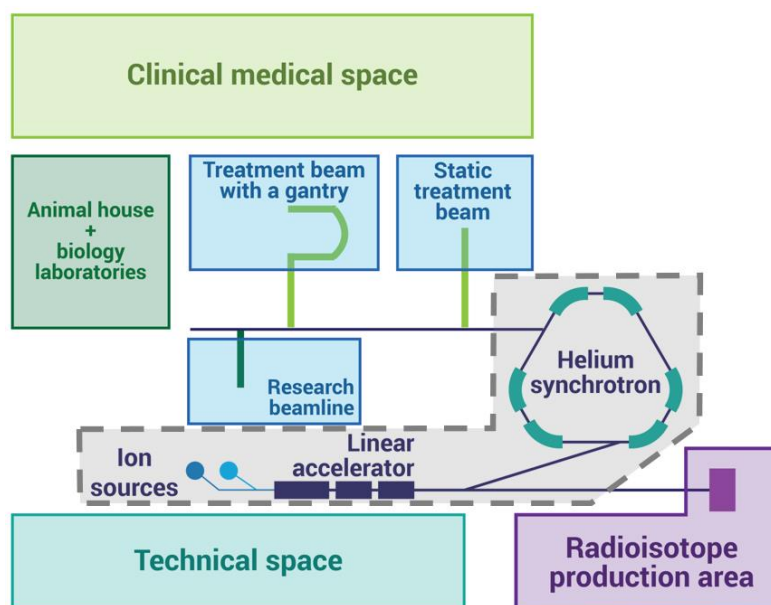 Clinical medical space
Animal house
+
biology
laboratories
Treatment beam
with a gantry
Static
treatment
beam
Research
beamline
Helium
synchrotron
Ion
sources
Linear
accelerator
Technical space
Radioisotope
production area